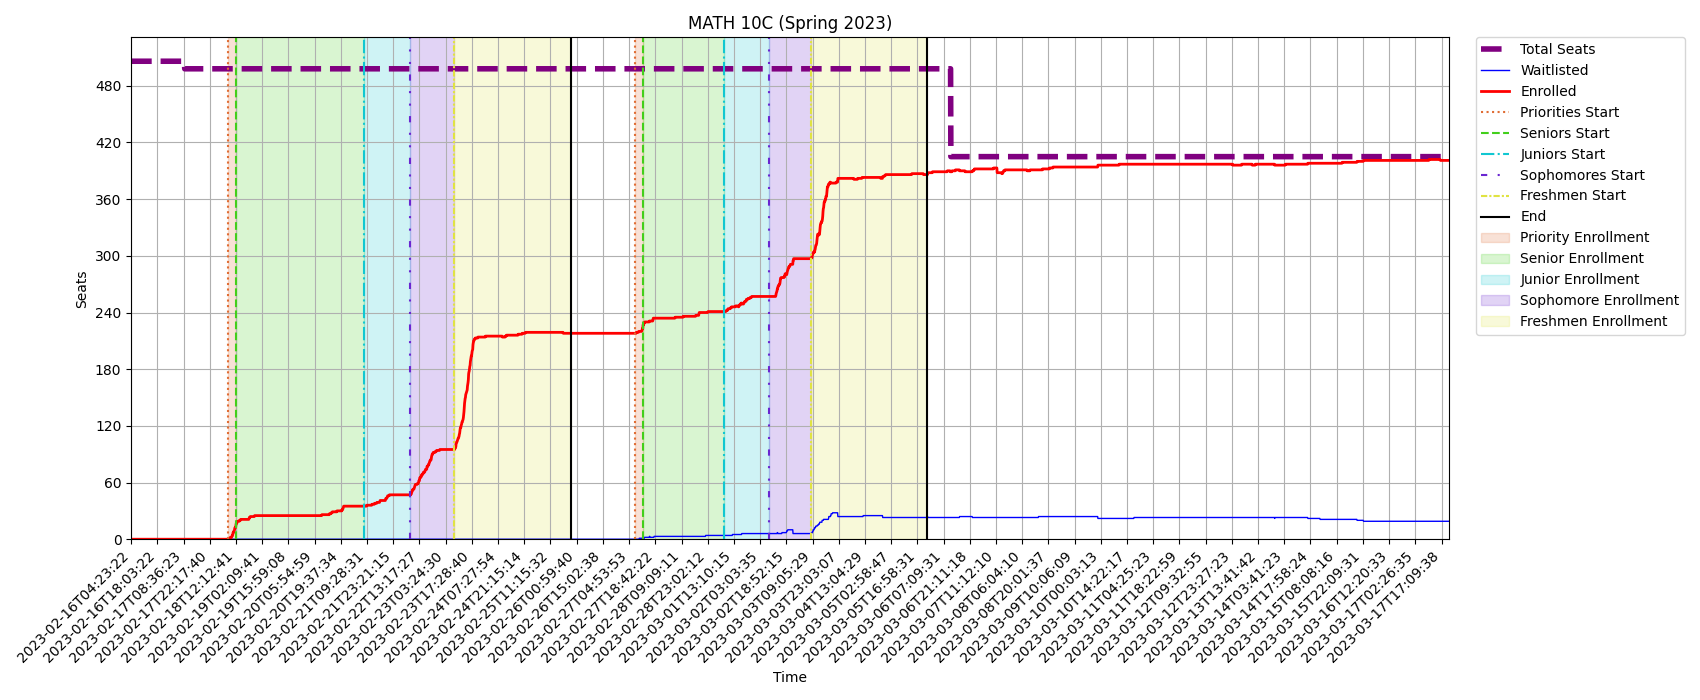 MATH 10C (Spring 2023)
Total Seats
Waitlisted
Enrolled
Priorities Start
Seniors Start
Juniors Start
Sophomores Start
Freshmen Start
End
Priority Enrollment
Senior Enrollment
Junior Enrollment
Sophomore Enrollment
Freshmen Enrollment
Seats
480
420
360
300
240
180
120
60
0
2023-02-16T04:23:22
2023-02-16T18:03:22
2023-02-17T08:36:23
2023-02-17T22:17:40
2023-02-18T12:12:41
2023-02-19T02:09:41
2023-02-19T15:59:08
2023-02-20T05:54:59
2023-02-20T19:37:34
2023-02-21T09:28:31
2023-02-21T23:21:15
2023-02-22T13:17:27
2023-02-23T03:24:30
2023-02-23T17:28:40
2023-02-24T07:27:54
2023-02-24T21:15:14
2023-02-25T11:15:32
2023-02-26T00:59:40
2023-02-26T15:02:38
2023-02-27T04:53:53
2023-02-27T18:42:22
2023-02-28T09:09:11
2023-02-28T23:02:12
2023-03-01T13:10:15
2023-03-02T03:03:35
2023-03-02T18:52:15
2023-03-03T09:05:29
2023-03-03T23:03:07
2023-03-04T13:04:29
2023-03-05T02:58:47
2023-03-05T16:58:31
2023-03-06T07:09:31
2023-03-06T21:11:18
2023-03-07T11:12:10
2023-03-08T06:04:10
2023-03-08T20:01:37
2023-03-09T10:06:09
2023-03-10T00:03:13
2023-03-10T14:22:17
2023-03-11T04:25:23
2023-03-11T18:22:59
2023-03-12T09:32:55
2023-03-12T23:27:23
2023-03-13T13:41:42
2023-03-14T03:41:23
2023-03-14T17:58:24
2023-03-15T08:08:16
2023-03-15T22:09:31
2023-03-16T12:20:33
2023-03-17T02:26:35
2023-03-17T17:09:38
Time